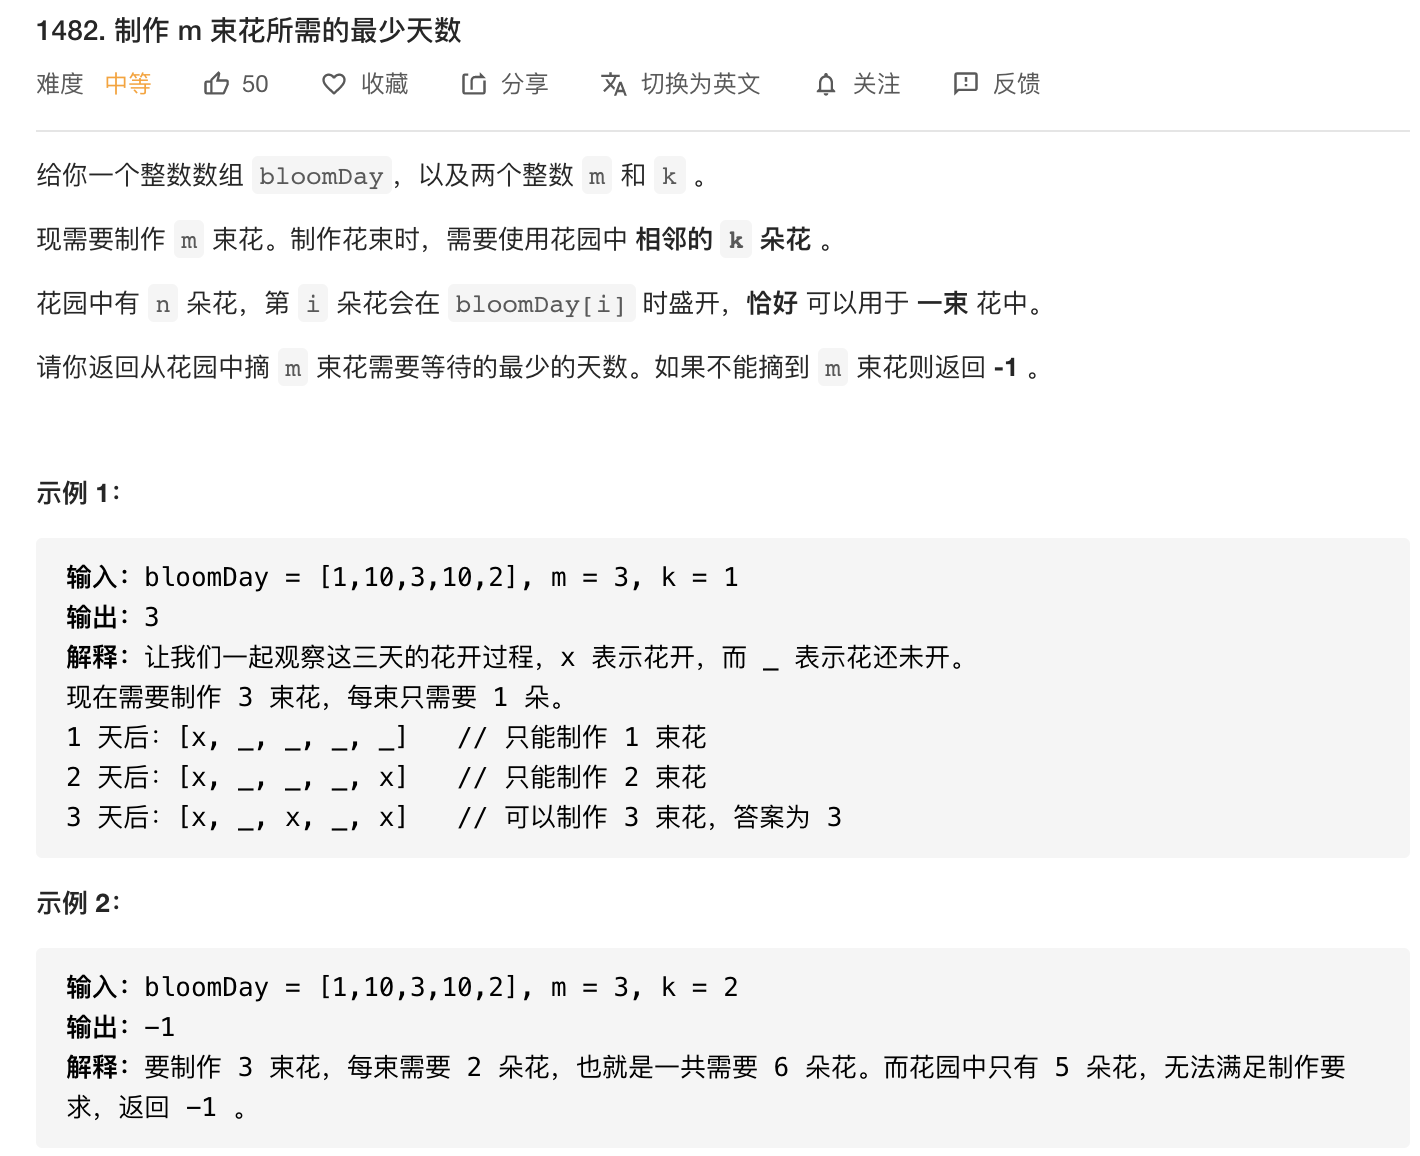 1482. 制作 m 束花所需的最少天数
难度 中等 50 收藏 分享 切换为英文 关注 反馈
给你一个整数数组 bloomDay，以及两个整数 m 和 k 。
现需要制作 m 束花。制作花束时，需要使用花园中 相邻的 k 朵花 。
花园中有 n 朵花，第 i 朵花会在 bloomDay[i] 时盛开，恰好 可以用于 一束 花中。
请你返回从花园中摘 m 束花需要等待的最少的天数。如果不能摘到 m 束花则返回 -1 。
示例 1：
输入：bloomDay = [1,10,3,10,2], m = 3, k = 1
输出：3
解释：让我们一起观察这三天的花开过程，x 表示花开，而 _ 表示花还未开。
现在需要制作 3 束花，每束只需要 1 朵。
1 天后：[x, _, _, _, _]   // 只能制作 1 束花
2 天后：[x, _, _, _, x]   // 只能制作 2 束花
3 天后：[x, _, x, _, x]   // 可以制作 3 束花，答案为 3
示例 2：
输入：bloomDay = [1,10,3,10,2], m = 3, k = 2
输出：-1
解释：要制作 3 束花，每束需要 2 朵花，也就是一共需要 6 朵花。而花园中只有 5 朵花，无法满足制作要
求，返回 -1 。